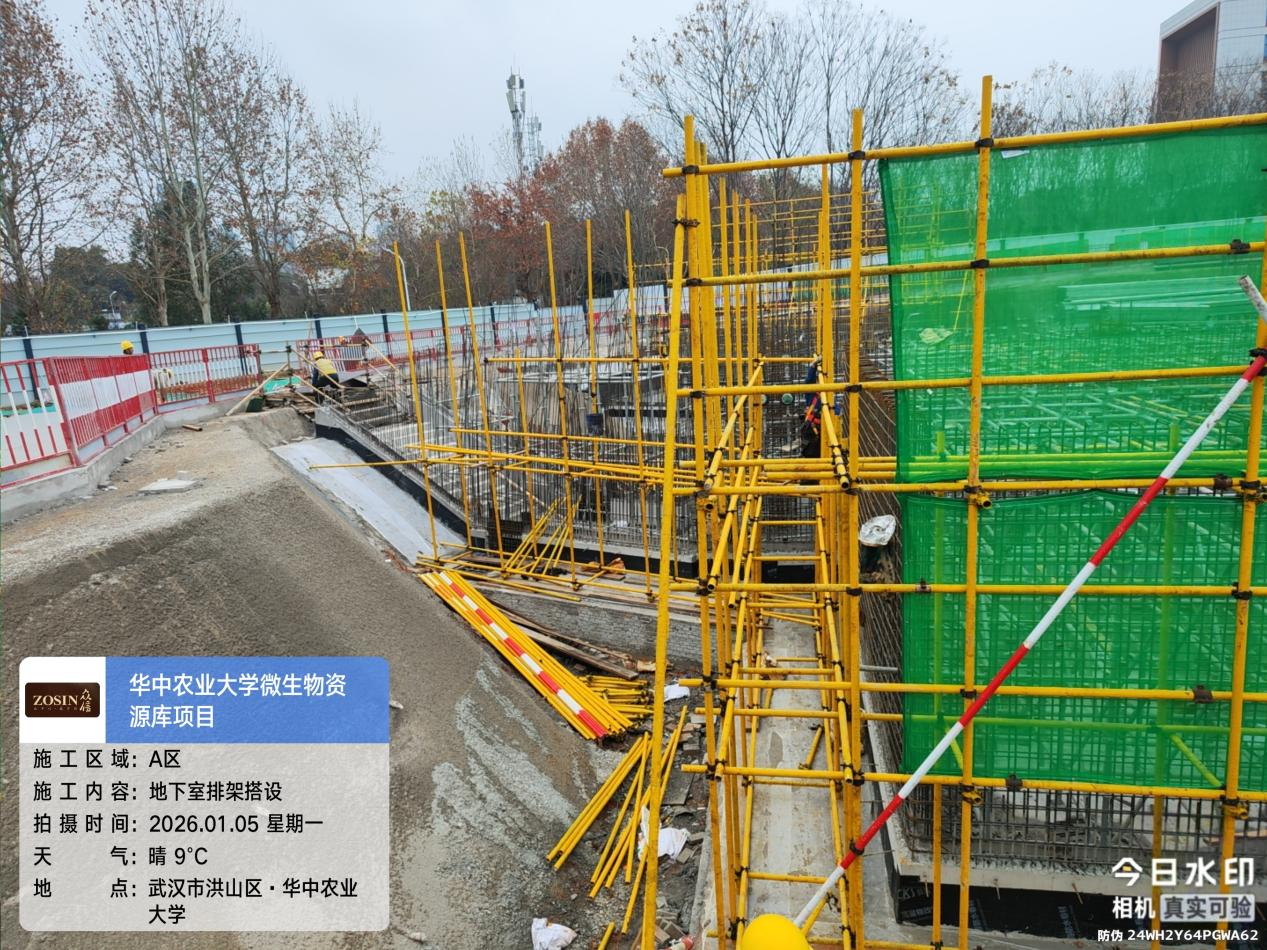 ZOSIN众信
华中农业大学微生物资
源库项目
施工区域：A区
施工内容：地下室排架搭设
拍摄时间：2026.01.05 星期一
天气：晴 9℃
地点：武汉市洪山区·华中农业
大学
今日水印
相机 真实可验
防伪 24WH2Y64PGWA62